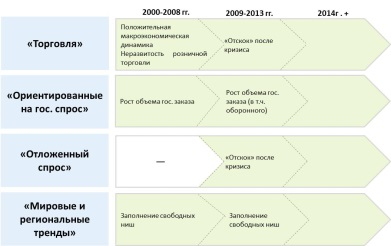 2000-2008 гг.
2009-2013 гг.
2014г . +
«Торговля»
Положительная
макроэкономическая
динамика
Неразвитость розничной
торговли
«Отскок» после
кризиса
«Ориентированные
на гос. спрос»
Рост объема гос. заказа
Рост объема гос.
заказа (в т.ч.
оборонного)
«Отложенный
спрос»
—
«Отскок» после
кризиса
«Мировые и
региональные
тренды»
Заполнение свободных
ниш
Заполнение
свободных ниш